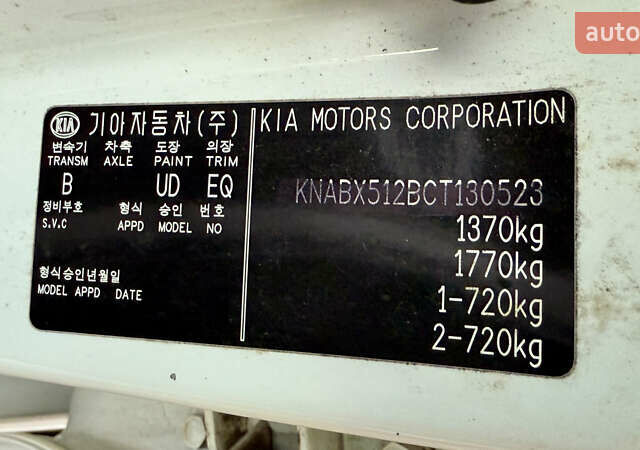 auto
KIA 기아자동차(주)
변속기 차축 도장 의장
TRANSM AXLE PAINT TRIM
B UD EQ
정비부호 형식 승인 번호
S.V.C APPD MODEL NO
형식승인년월일
MODEL APPD DATE
KIA MOTORS CORPORATION
KNABX512BCT130523
1370kg
1770kg
1-720kg
2-720kg